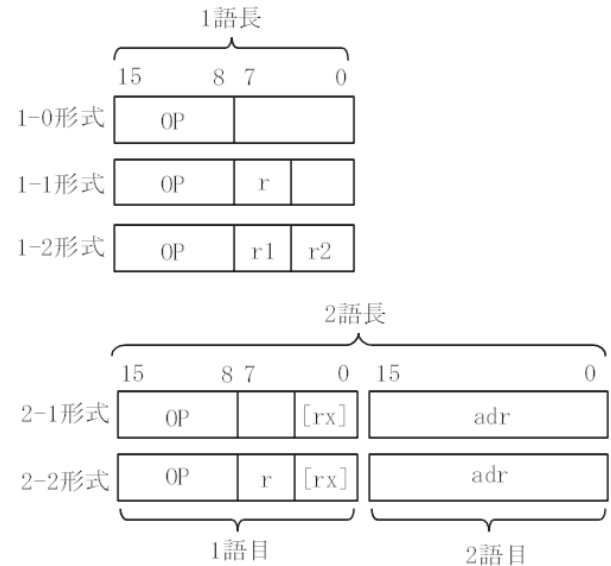 1語長
15 8 7 0
1-0形式 OP
1-1形式 OP r
1-2形式 OP r1 r2
2語長
15 8 7 0 15 0
2-1形式 OP [rx] adr
2-2形式 OP r [rx] adr
1語目 2語目